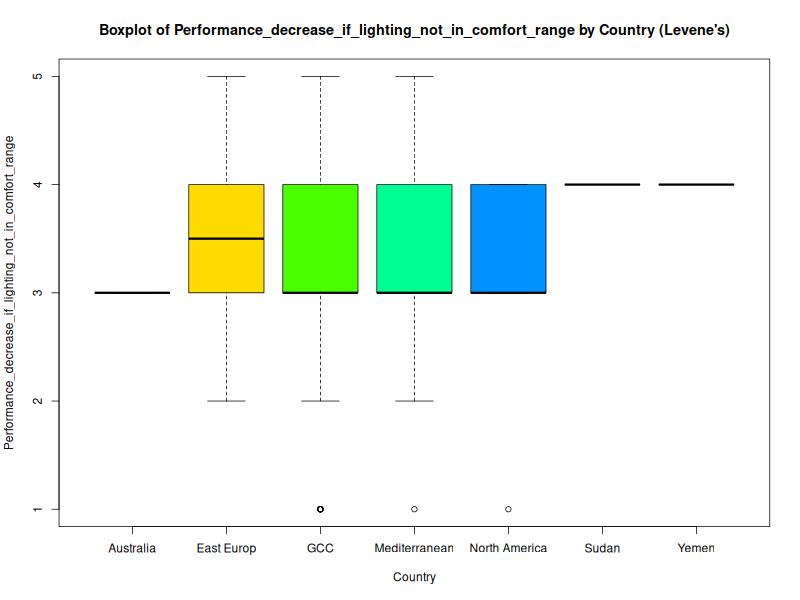 Boxplot of Performance_decrease_if_lighting_not_in_comfort_range by Country (Levene's)
Performance_decrease_if_lighting_not_in_comfort_range
5
4
3
2
1
Australia East Europ GCC Mediterranean North America Sudan Yemen
Country